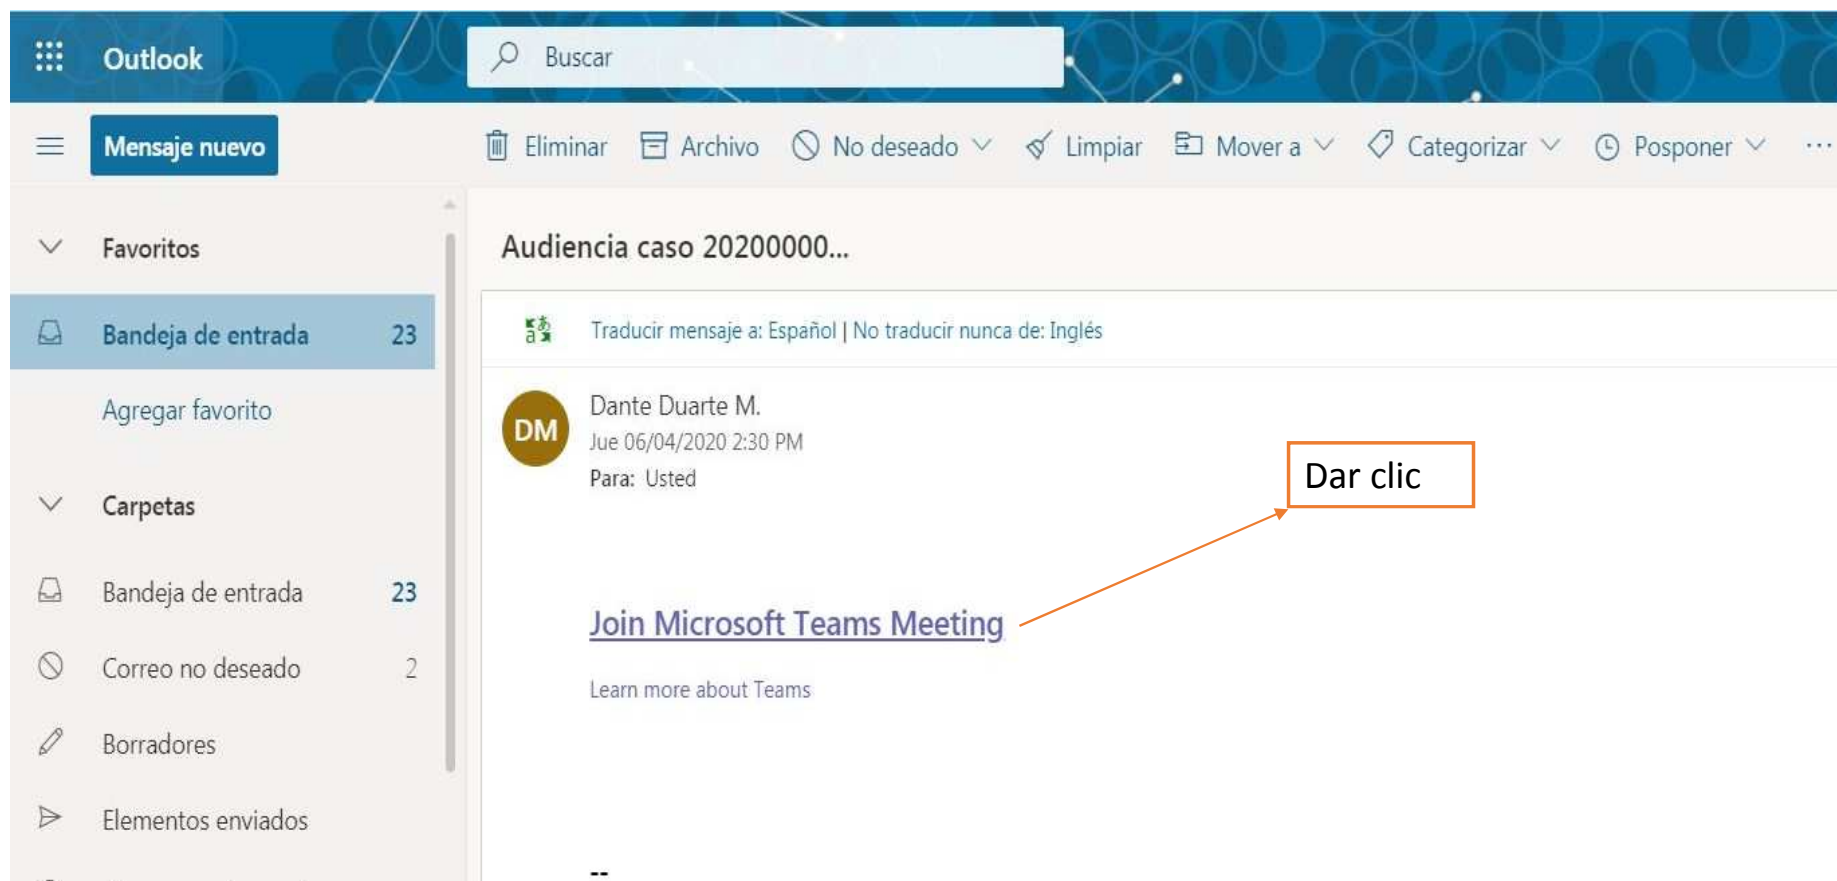 Outlook
Buscar
Mensaje nuevo
Eliminar
Archivo
No deseado
Limpiar
Mover a
Categorizar
Posponer
Favoritos
Bandeja de entrada 23
Agregar favorito
Carpetas
Bandeja de entrada 23
Correo no deseado 2
Borradores
Elementos enviados
Audiencia caso 20200000...
Traducir mensaje a: Español | No traducir nunca de: Inglés
DM
Dante Duarte M.
Jue 06/04/2020 2:30 PM
Para: Usted
Dar clic
Join Microsoft Teams Meeting
Learn more about Teams
--